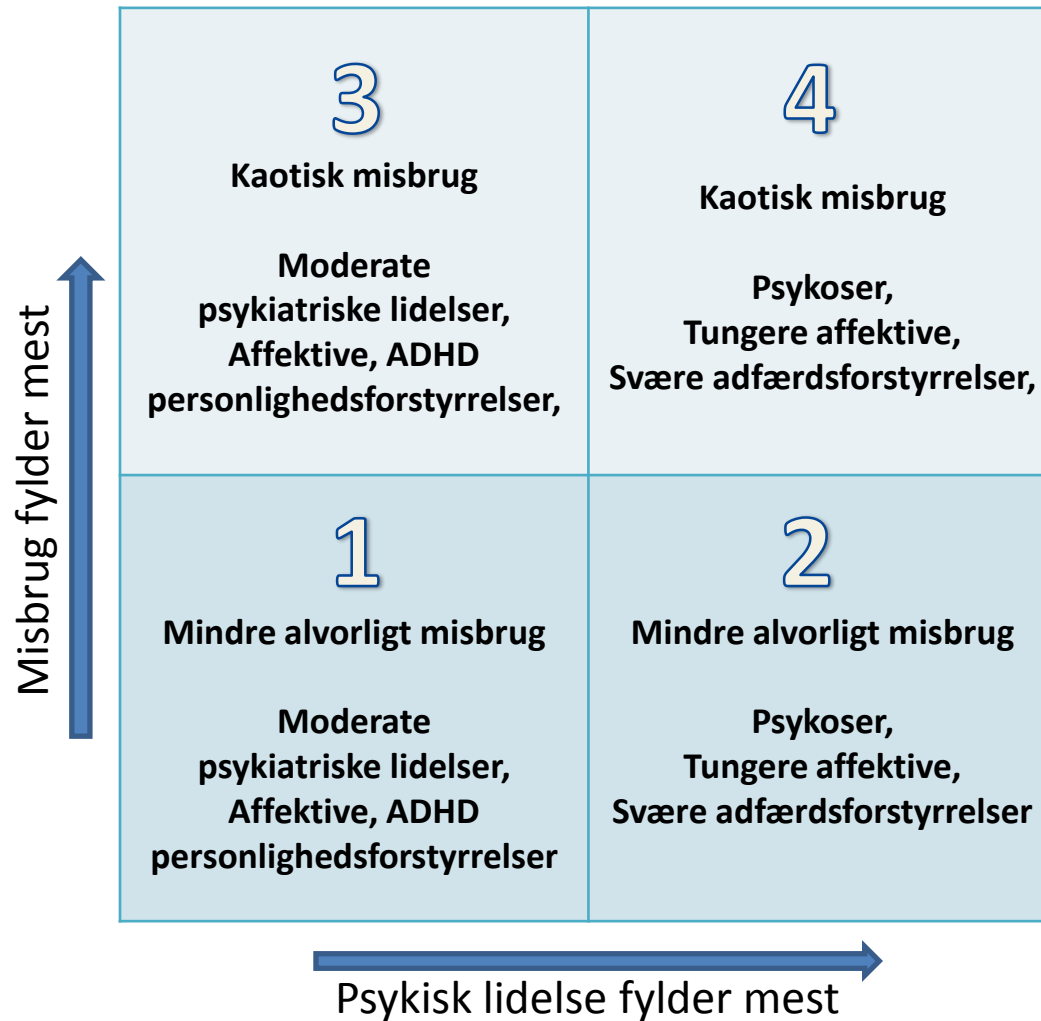 Misbrug fylder mest
3
Kaotisk misbrug
Moderate
psykiatriske lidelser,
Affektive, ADHD
personlighedsforstyrrelser,
4
Kaotisk misbrug
Psykoser,
Tungere affektive,
Svære adfærdsforstyrrelser,
1
Mindre alvorligt misbrug
Moderate
psykiatriske lidelser,
Affektive, ADHD
personlighedsforstyrrelser
2
Mindre alvorligt misbrug
Psykoser,
Tungere affektive,
Svære adfærdsforstyrrelser
Psykisk lidelse fylder mest